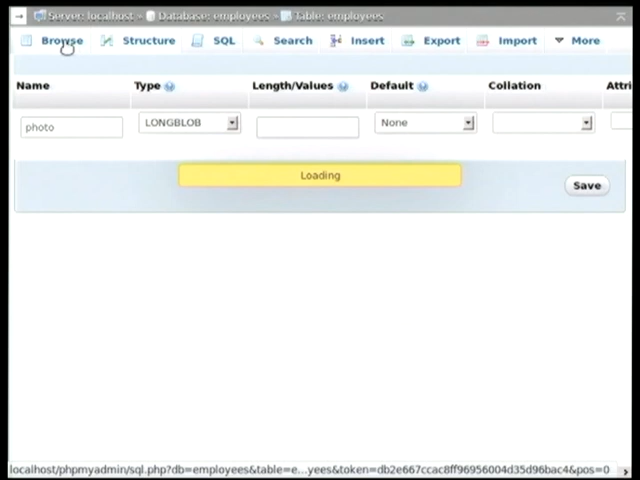 Server: localhost » Database: employees » Table: employees
Browse Structure SQL Search Insert Export Import More
Name Type Length/Values Default Collation Attri
photo LONGBLOB None
Loading
Save
localhost/phpmyadmin/sql.php?db=employees&table=e...yees&token=db2e667ccac8ff96956004d35d96bac4&pos=0